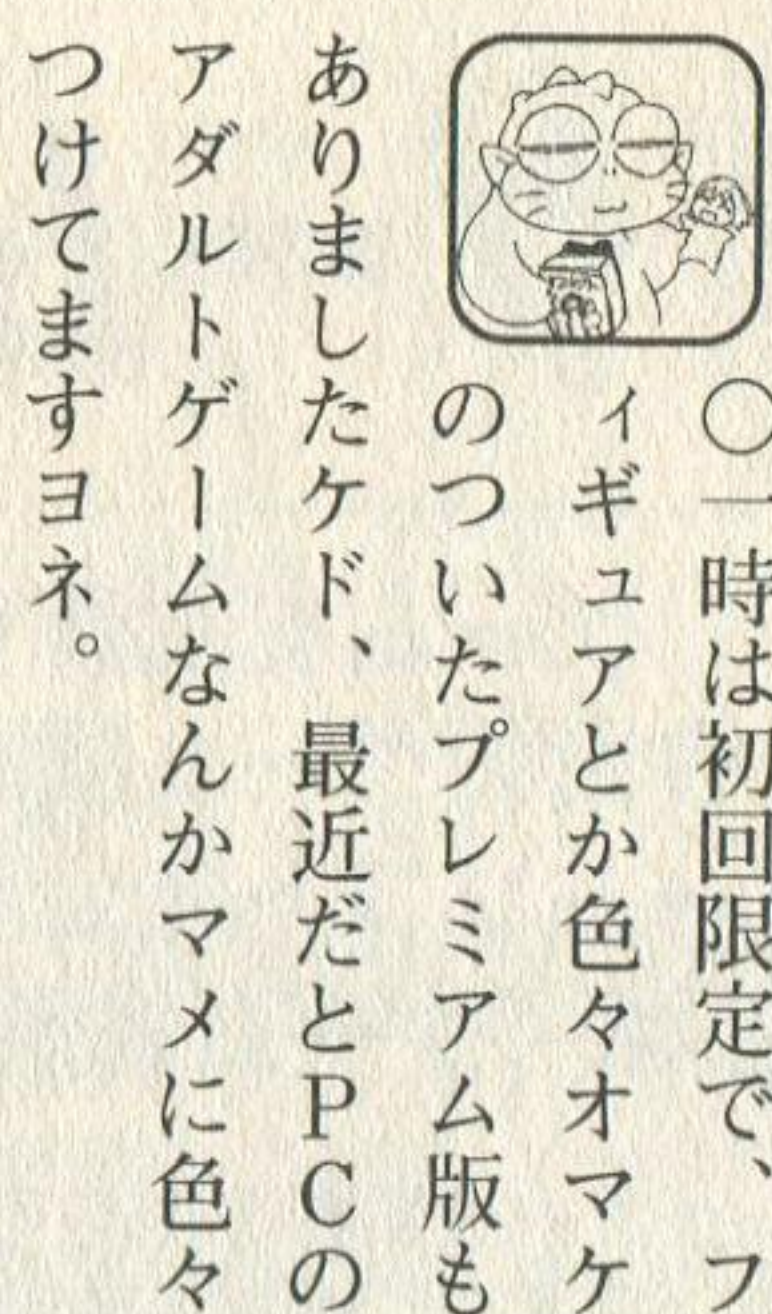 〇一時は初回限定で、フ
ィギュアとか色々オマケ
のついたプレミアム版も
ありましたケド、最近だとPCの
アダルトゲームなんかマメに色々
つけてますヨネ。